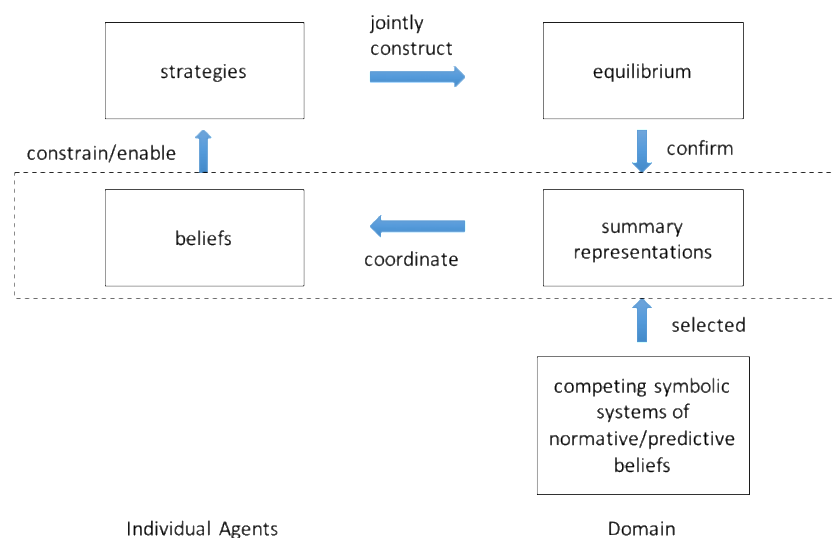 jointly
construct
strategies
equilibrium
constrain/enable
confirm
beliefs
summary
representations
coordinate
selected
competing symbolic
systems of
normative/predictive
beliefs
Individual Agents
Domain